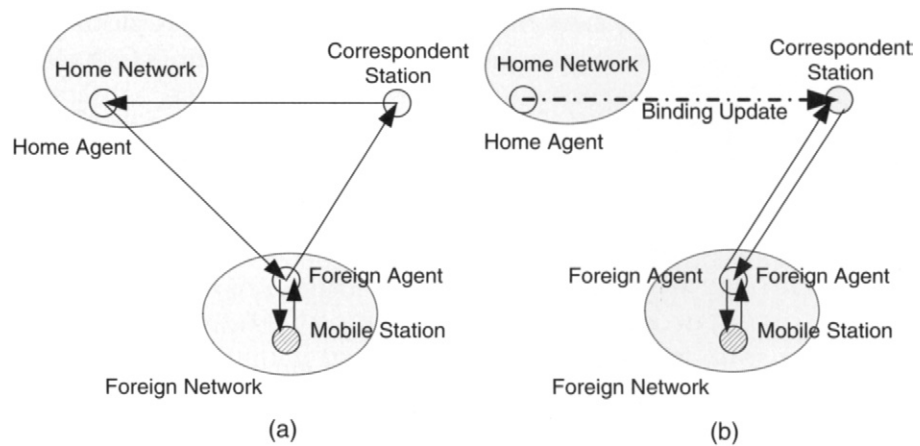 Home Network
Correspondent
Station
Home Agent
Foreign Agent
Mobile Station
Foreign Network
(a)
Home Network
Correspondent
Station
Binding Update
Home Agent
Foreign Agent
Foreign Agent
Mobile Station
Foreign Network
(b)